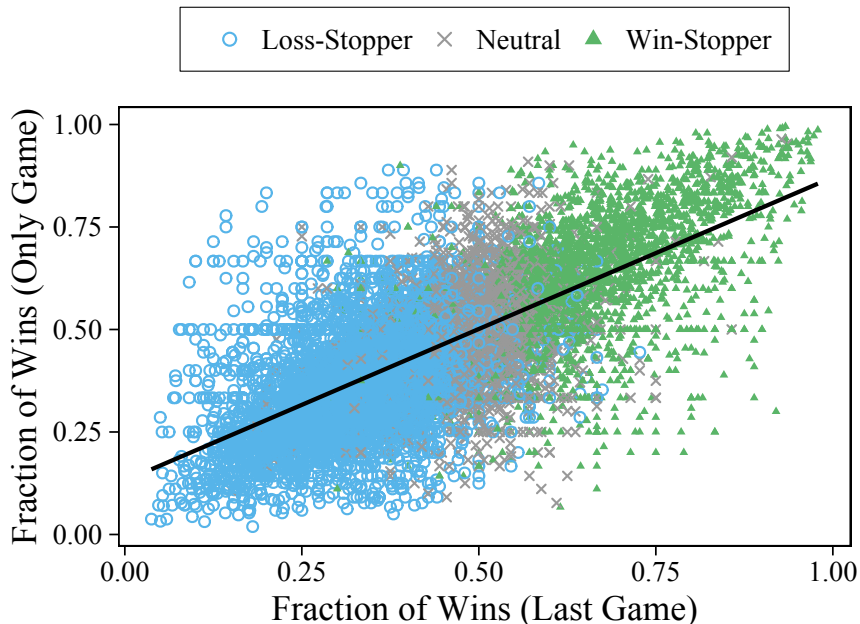 Loss-Stopper Neutral Win-Stopper
Fraction of Wins (Only Game)
1.00
0.75
0.50
0.25
0.00
0.00 0.25 0.50 0.75 1.00
Fraction of Wins (Last Game)